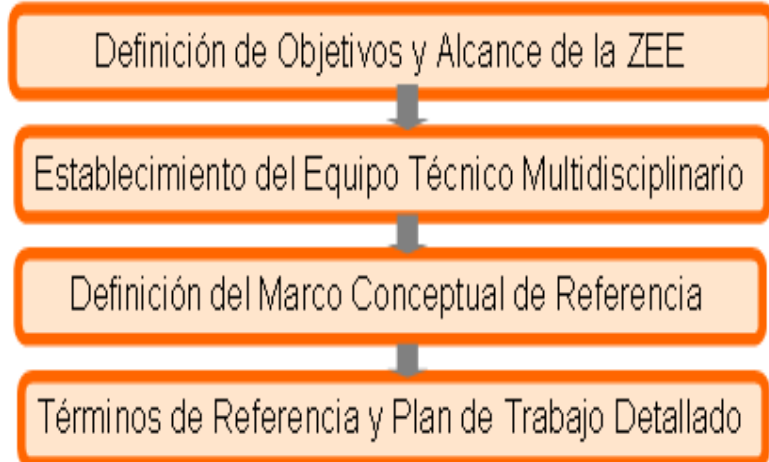 Definición de Objetivos y Alcance de la ZEE
Establecimiento del Equipo Técnico Multidisciplinario
Definición del Marco Conceptual de Referencia
Términos de Referencia y Plan de Trabajo Detallado